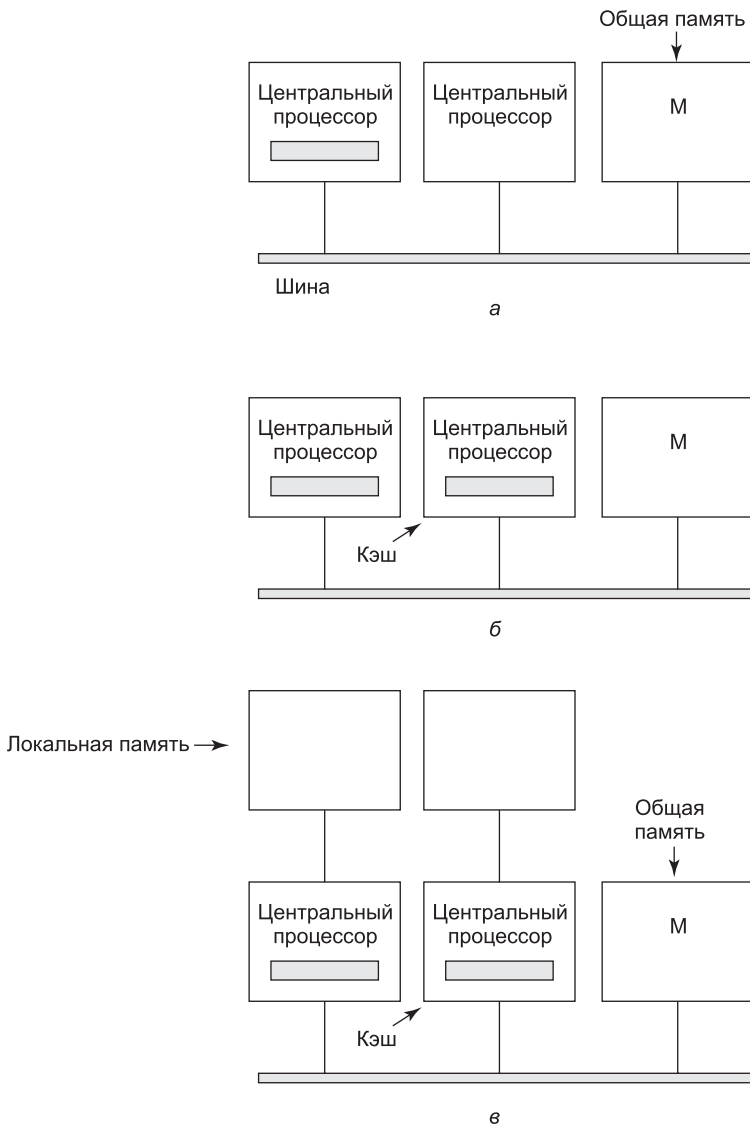 Общая память
Центральный
процессор
Центральный
процессор
М
Шина
а
Центральный
процессор
Центральный
процессор
М
Кэш
б
Локальная память
Общая
память
Центральный
процессор
Центральный
процессор
М
Кэш
в